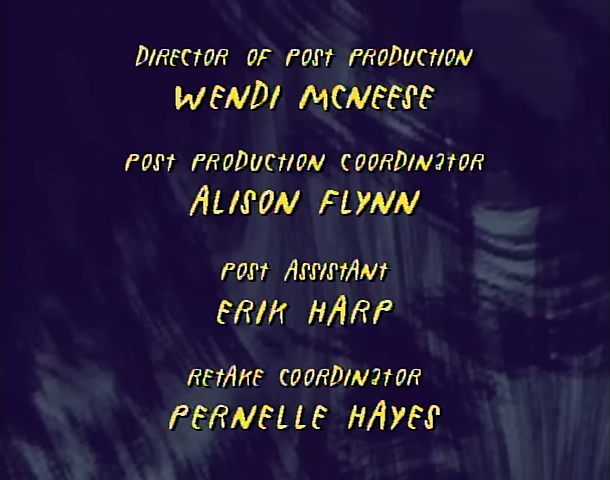 DIRECTOR OF POST PRODUCTION
WENDI MCNEESE
POST PRODUCTION COORDINATOR
ALISON FLYNN
POST ASSISTANT
ERIK HARP
RETAKE COORDINATOR
PERNELLE HAYES